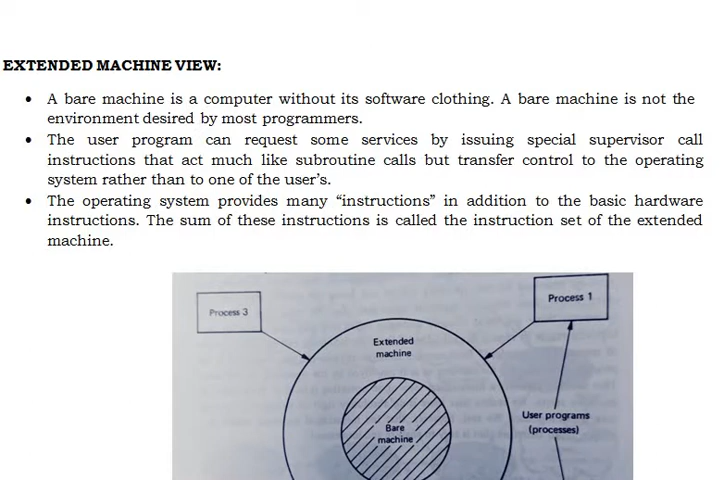 EXTENDED MACHINE VIEW:
• A bare machine is a computer without its software clothing. A bare machine is not the
environment desired by most programmers.
• The user program can request some services by issuing special supervisor call
instructions that act much like subroutine calls but transfer control to the operating
system rather than to one of the user’s.
• The operating system provides many “instructions” in addition to the basic hardware
instructions. The sum of these instructions is called the instruction set of the extended
machine.
Process 1
Process 3
Extended
machine
User programs
(processes)
Bare
machine